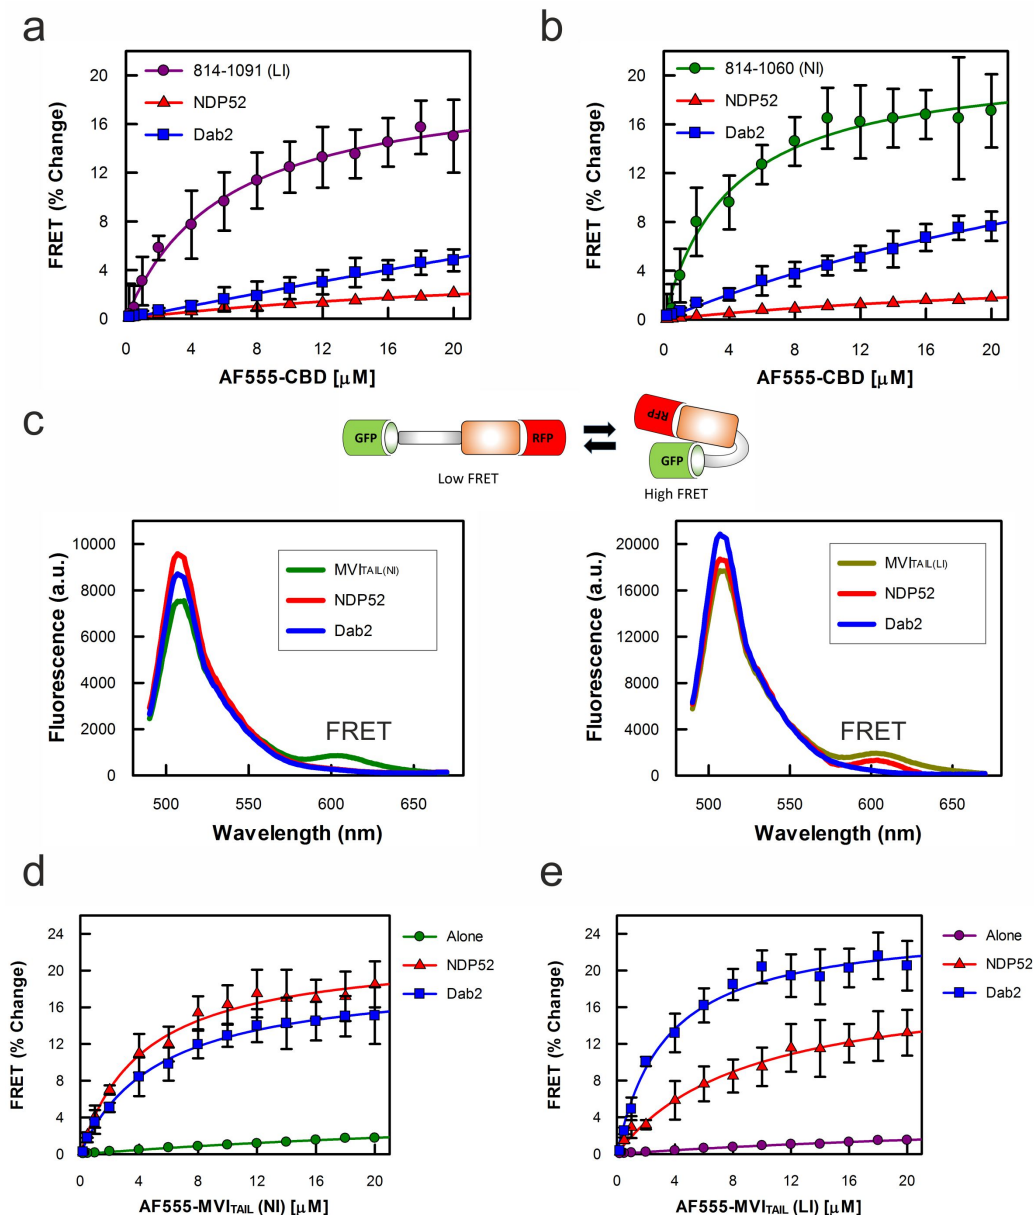 a
20
16
12
8
4
0
FRET (% Change)
814-1091 (LI)
NDP52
Dab2
0 4 8 12 16 20
AF555-CBD [μM]
b
20
16
12
8
4
0
FRET (% Change)
814-1060 (NI)
NDP52
Dab2
0 4 8 12 16 20
AF555-CBD [μM]
c
GFP RFP
Low FRET
RFP
GFP
High FRET
10000
8000
6000
4000
2000
0
Fluorescence (a.u.)
MVITAIL(NI)
NDP52
Dab2
FRET
500 550 600 650
Wavelength (nm)
20000
16000
12000
8000
4000
0
Fluorescence (a.u.)
MVITAIL(LI)
NDP52
Dab2
FRET
500 550 600 650
Wavelength (nm)
d
24
20
16
12
8
4
0
FRET (% Change)
Alone
NDP52
Dab2
0 4 8 12 16 20
AF555-MVITAIL (NI) [μM]
e
24
20
16
12
8
4
0
FRET (% Change)
Alone
NDP52
Dab2
0 4 8 12 16 20
AF555-MVITAIL (LI) [μM]